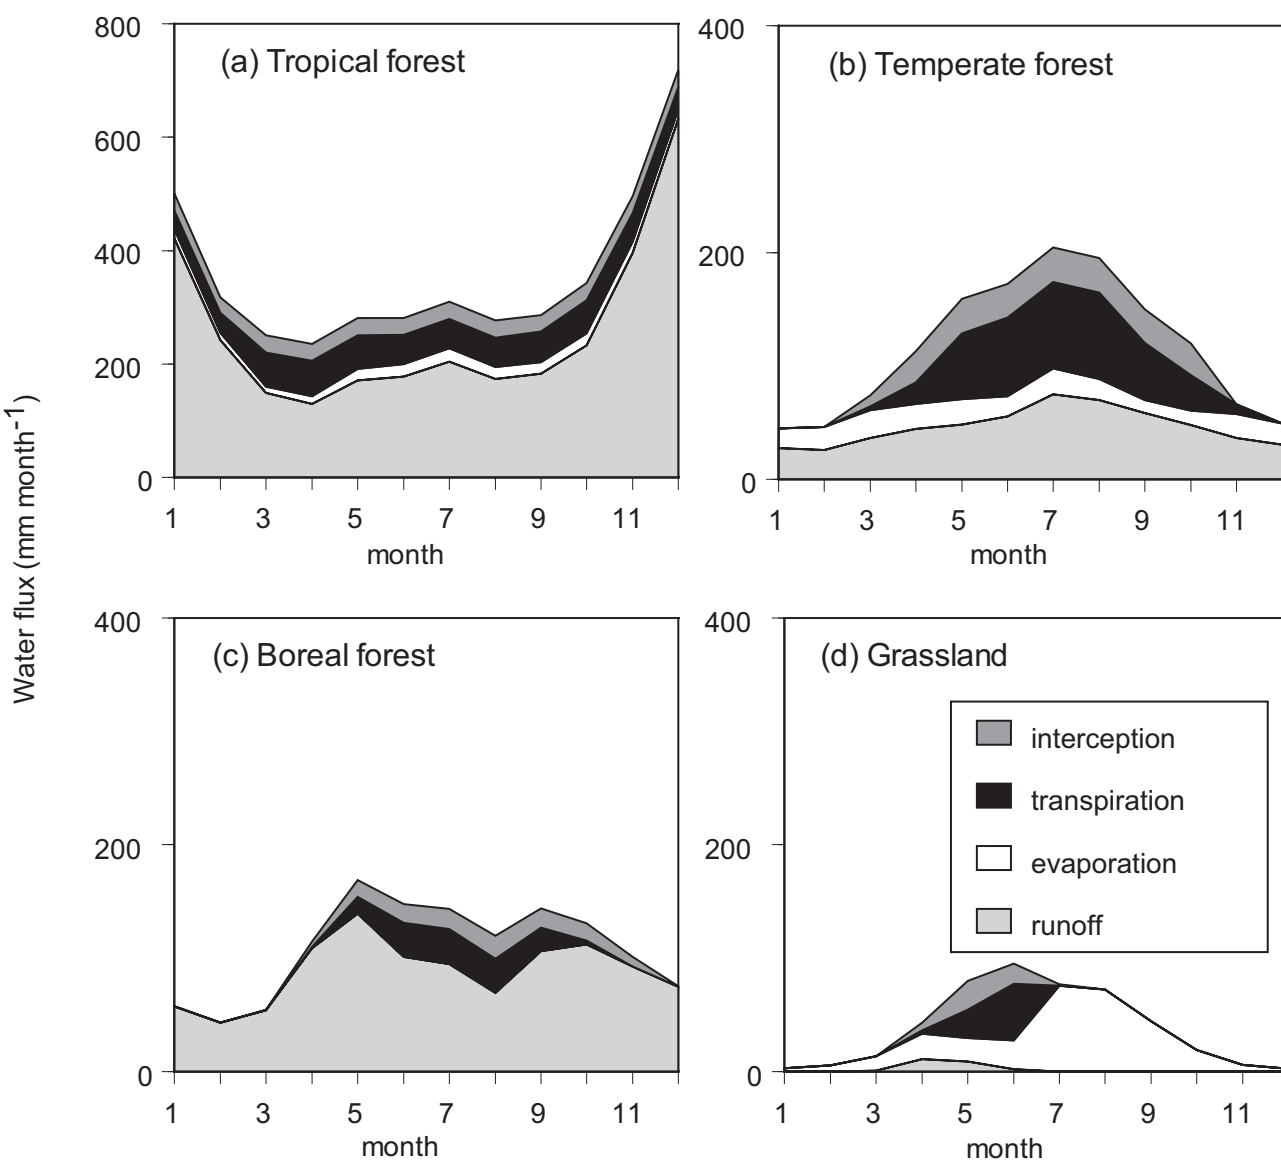 Water flux (mm month-1)
(a) Tropical forest
800
600
400
200
0
1 3 5 7 9 11
month
(b) Temperate forest
400
200
0
1 3 5 7 9 11
month
(c) Boreal forest
400
200
0
1 3 5 7 9 11
month
(d) Grassland
400
200
0
interception
transpiration
evaporation
runoff
1 3 5 7 9 11
month